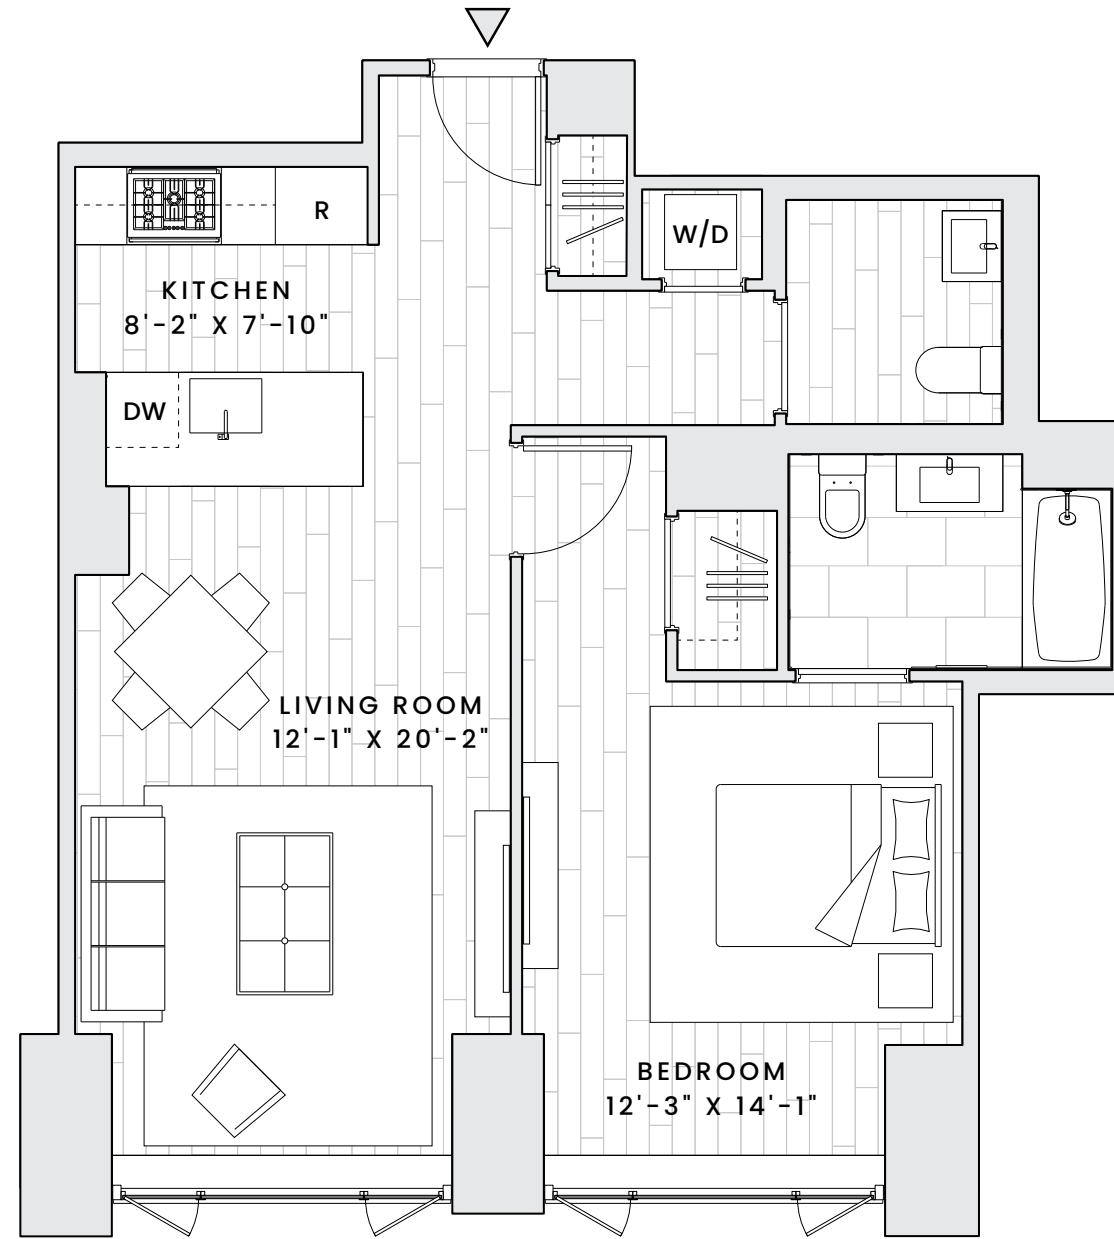 R
W/D
KITCHEN
8'-2" X 7'-10"
DW
LIVING ROOM
12'-1" X 20'-2"
BEDROOM
12'-3" X 14'-1"